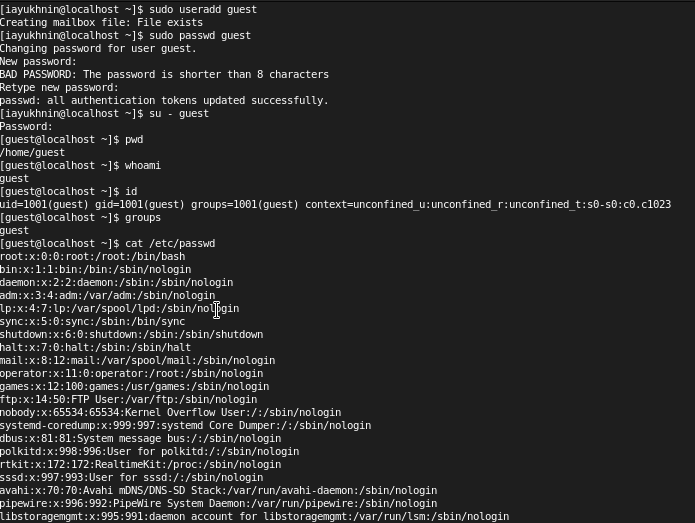 [iayukhnin@localhost ~]$ sudo useradd guest
Creating mailbox file: File exists
[iayukhnin@localhost ~]$ sudo passwd guest
Changing password for user guest.
New password:
BAD PASSWORD: The password is shorter than 8 characters
Retype new password:
passwd: all authentication tokens updated successfully.
[iayukhnin@localhost ~]$ su - guest
Password:
[guest@localhost ~]$ pwd
/home/guest
[guest@localhost ~]$ whoami
guest
[guest@localhost ~]$ id
uid=1001(guest) gid=1001(guest) groups=1001(guest) context=unconfined_u:unconfined_r:unconfined_t:s0-s0:c0.c1023
[guest@localhost ~]$ groups
guest
[guest@localhost ~]$ cat /etc/passwd
root:x:0:0:root:/root:/bin/bash
bin:x:1:1:bin:/bin:/sbin/nologin
daemon:x:2:2:daemon:/sbin:/sbin/nologin
adm:x:3:4:adm:/var/adm:/sbin/nologin
lp:x:4:7:lp:/var/spool/lpd:/sbin/nologin
sync:x:5:0:sync:/sbin:/bin/sync
shutdown:x:6:0:shutdown:/sbin:/sbin/shutdown
halt:x:7:0:halt:/sbin:/sbin/halt
mail:x:8:12:mail:/var/spool/mail:/sbin/nologin
operator:x:11:0:operator:/root:/sbin/nologin
games:x:12:100:games:/usr/games:/sbin/nologin
ftp:x:14:50:FTP User:/var/ftp:/sbin/nologin
nobody:x:65534:65534:Kernel Overflow User:/:/sbin/nologin
systemd-coredump:x:999:997:systemd Core Dumper:/:/sbin/nologin
dbus:x:81:81:System message bus:/:/sbin/nologin
polkitd:x:998:996:User for polkitd:/:/sbin/nologin
rtkit:x:172:172:RealtimeKit:/proc:/sbin/nologin
sssd:x:997:993:User for sssd:/:/sbin/nologin
avahi:x:70:70:Avahi mDNS/DNS-SD Stack:/var/run/avahi-daemon:/sbin/nologin
pipewire:x:996:992:PipeWire System Daemon:/var/run/pipewire:/sbin/nologin
libstoragemgmt:x:995:991:daemon account for libstoragemgmt:/var/run/lsm:/sbin/nologin